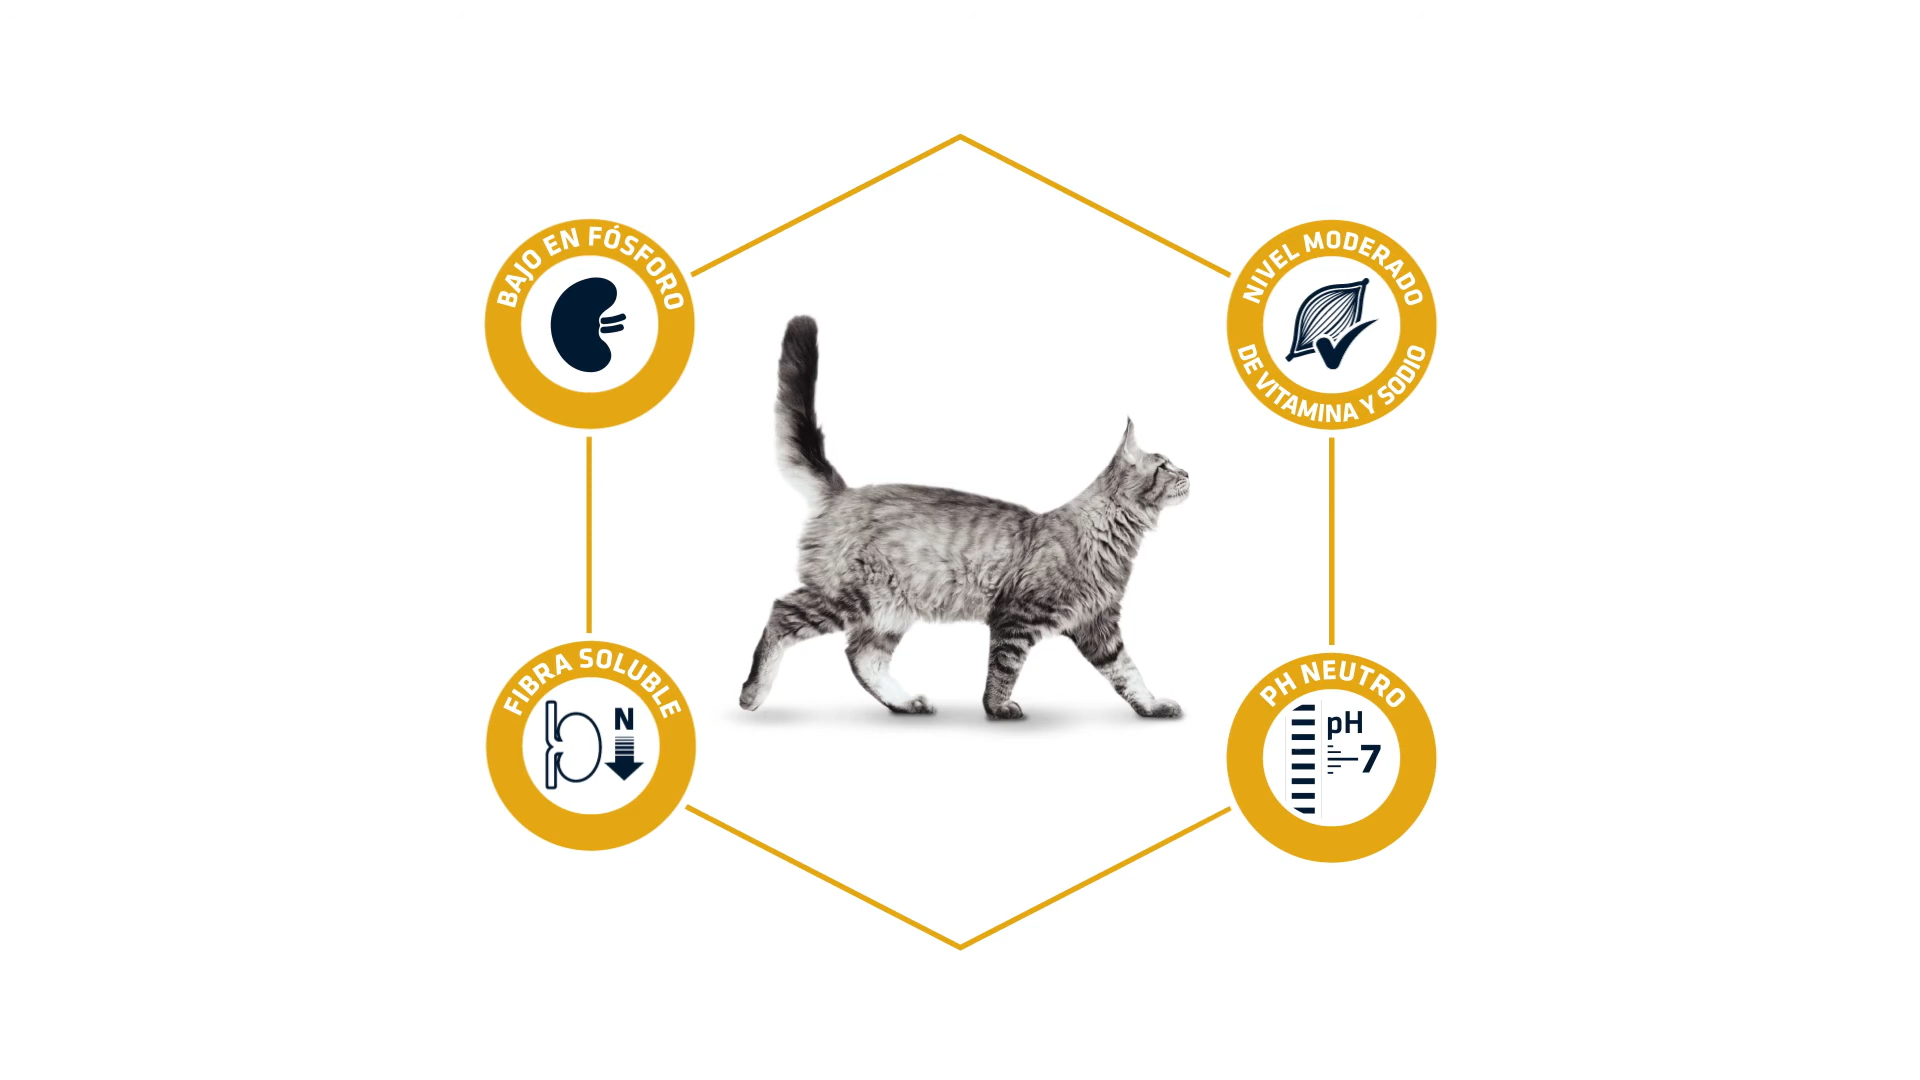 BAJO EN FÓSFORO
NIVEL MODERADO
DE VITAMINA Y SODIO
FIBRA SOLUBLE
N
PH NEUTRO
pH
7